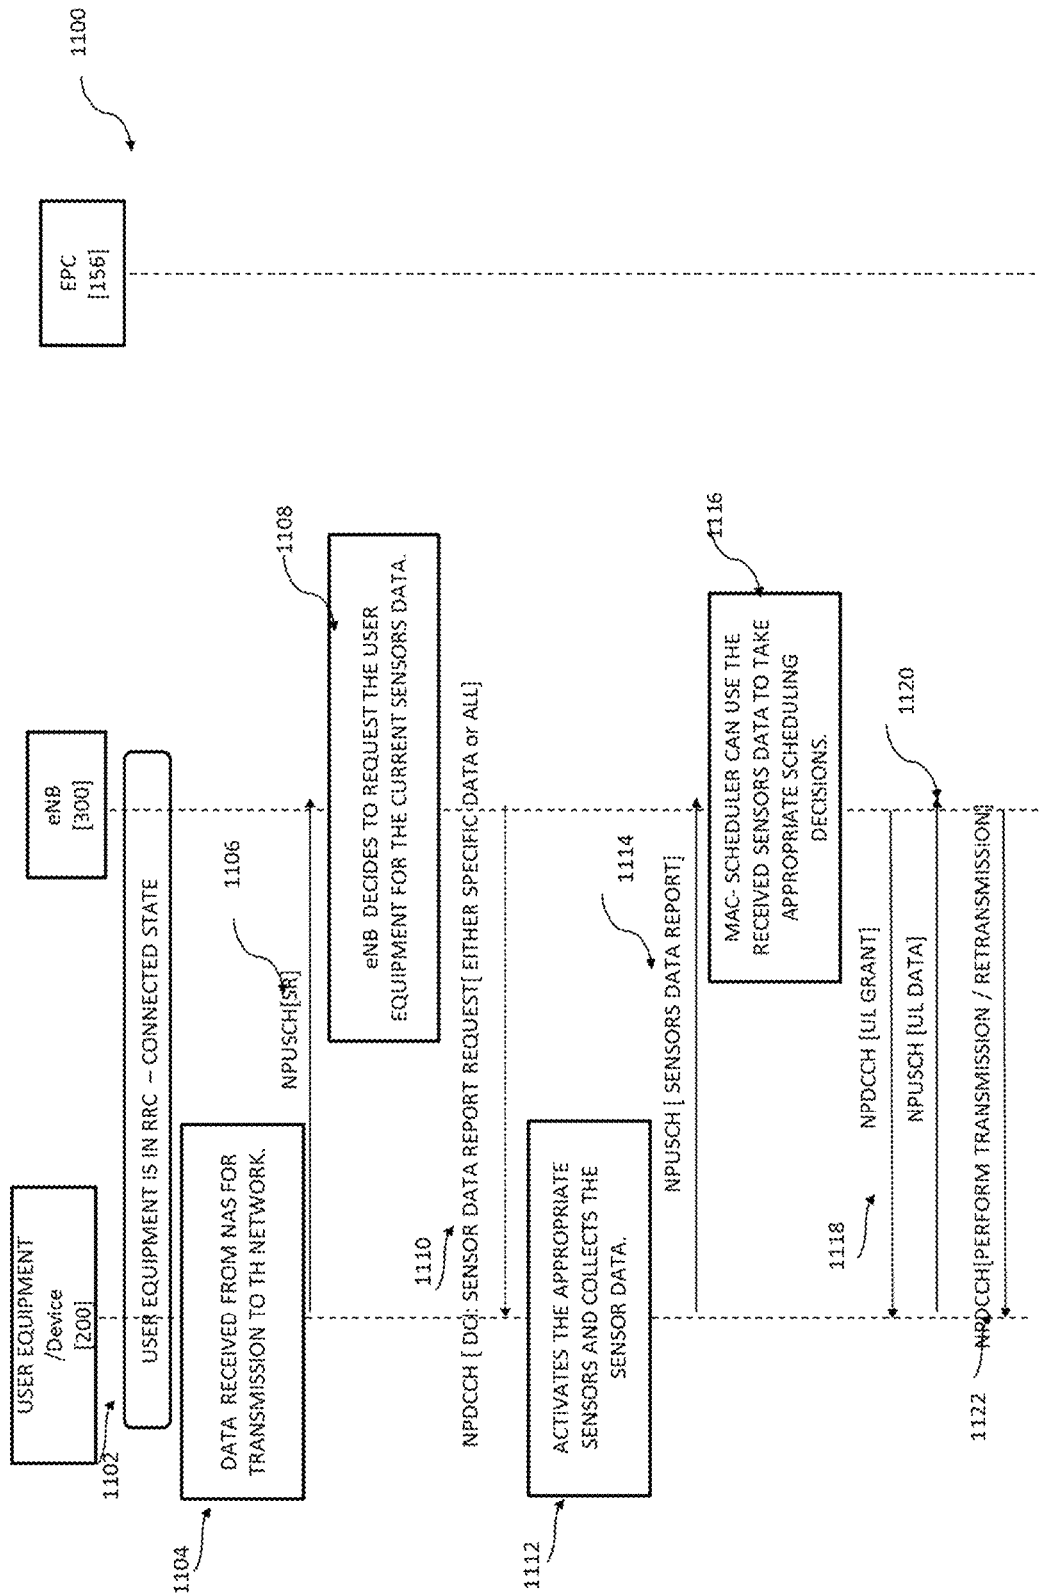 1100
USER EQUIPMENT
/Device
[200]
eNB
[300]
EPC
[156]
1102
USER EQUIPMENT IS IN RRC – CONNECTED STATE
1104
DATA RECEIVED FROM NAS FOR
TRANSMISSION TO TH NETWORK.
1106
NPUSCH[SR]
1108
eNB DECIDES TO REQUEST THE USER
EQUIPMENT FOR THE CURRENT SENSORS DATA.
1110
NPDCCH [ DCI: SENSOR DATA REPORT REQUEST[ EITHER SPECIFIC DATA or ALL]
1112
ACTIVATES THE APPROPRIATE
SENSORS AND COLLECTS THE
SENSOR DATA.
1114
NPUSCH [ SENSORS DATA REPORT]
1116
MAC- SCHEDULER CAN USE THE
RECEIVED SENSORS DATA TO TAKE
APPROPRIATE SCHEDULING
DECISIONS.
1118
NPDCCH [UL GRANT]
NPUSCH [UL DATA]
1120
NPDCCH[PERFORM TRANSMISSION / RETRANSMISSION]
1122